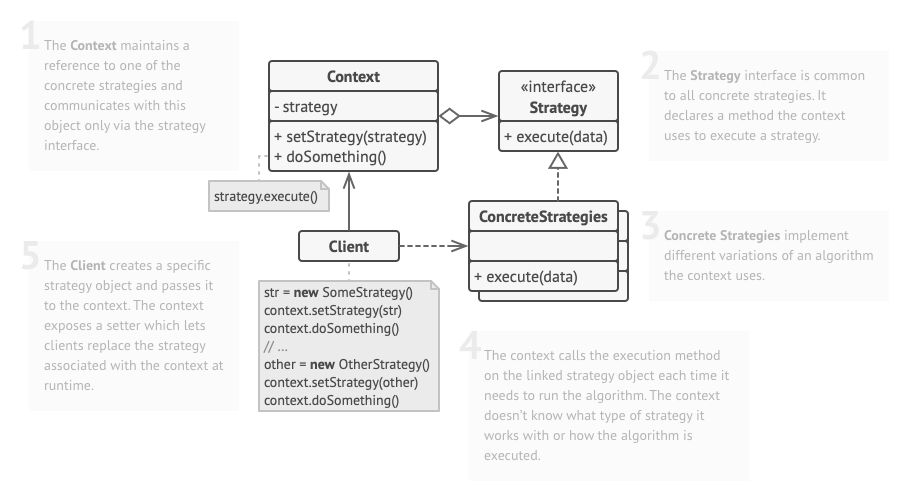 1
The Context maintains a
reference to one of the
concrete strategies and
communicates with this
object only via the strategy
interface.
Context
- strategy
+ setStrategy(strategy)
+ doSomething()
strategy.execute()
«interface»
Strategy
+ execute(data)
2
The Strategy interface is common
to all concrete strategies. It
declares a method the context
uses to execute a strategy.
Client
ConcreteStrategies
+ execute(data)
3
Concrete Strategies implement
different variations of an algorithm
the context uses.
5
The Client creates a specific
strategy object and passes it
to the context. The context
exposes a setter which lets
clients replace the strategy
associated with the context at
runtime.
str = new SomeStrategy()
context.setStrategy(str)
context.doSomething()
// ...
other = new OtherStrategy()
context.setStrategy(other)
context.doSomething()
4
The context calls the execution method
on the linked strategy object each time it
needs to run the algorithm. The context
doesn't know what type of strategy it
works with or how the algorithm is
executed.